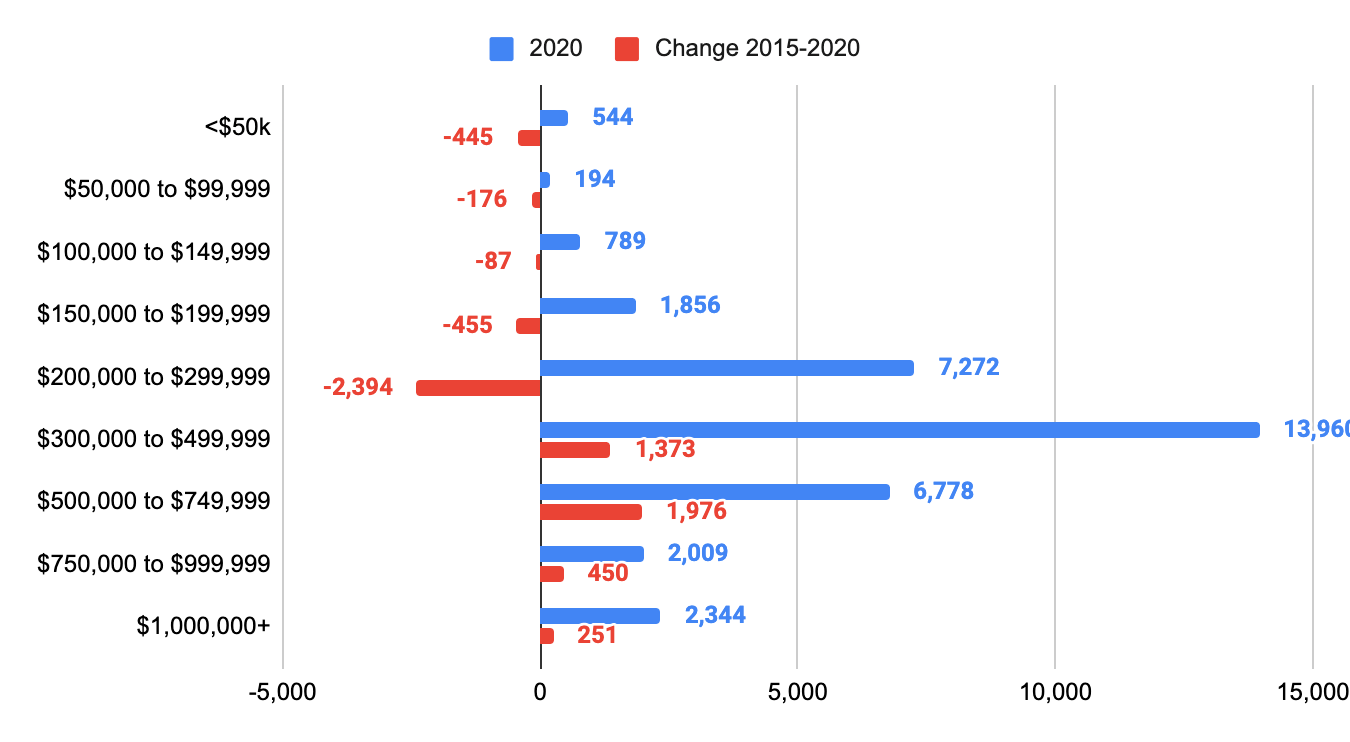 2020 Change 2015-2020
<$50k 544
-445
$50,000 to $99,999 194
-176
$100,000 to $149,999 789
-87
$150,000 to $199,999 1,856
-455
$200,000 to $299,999 7,272
-2,394
$300,000 to $499,999 13,960
1,373
$500,000 to $749,999 6,778
1,976
$750,000 to $999,999 2,009
450
$1,000,000+ 2,344
251
-5,000 0 5,000 10,000 15,000